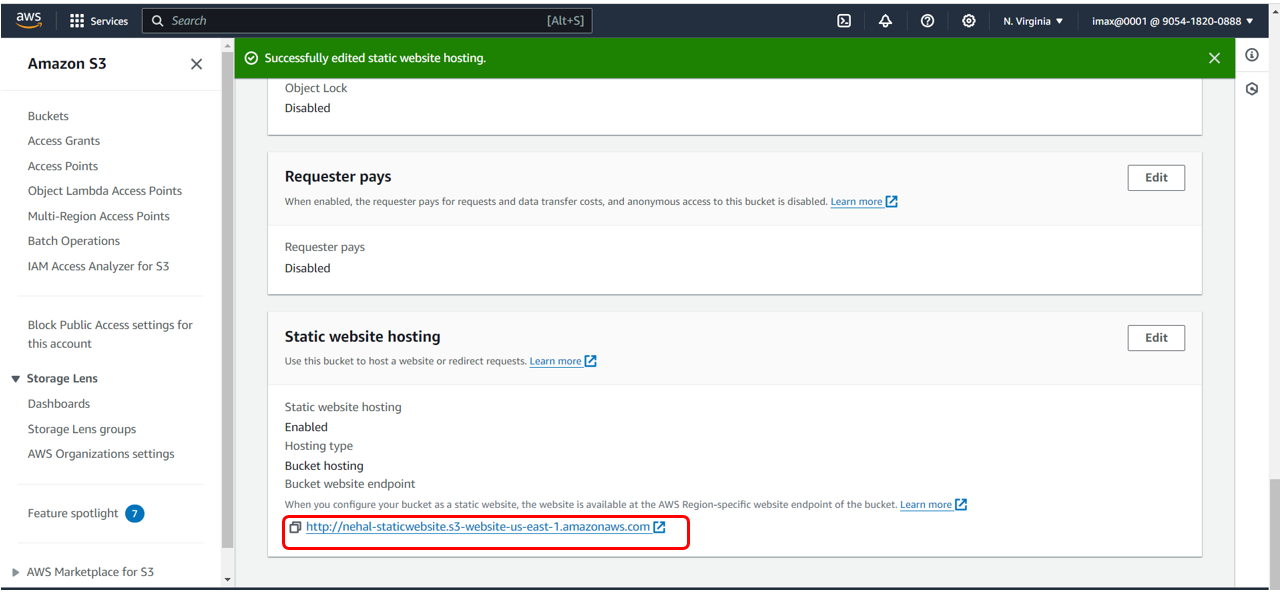 aws
Services
Search [Alt+S]
N. Virginia
imax@0001 @ 9054-1820-0888
Amazon S3
Buckets
Access Grants
Access Points
Object Lambda Access Points
Multi-Region Access Points
Batch Operations
IAM Access Analyzer for S3
Block Public Access settings for
this account
Storage Lens
Dashboards
Storage Lens groups
AWS Organizations settings
Feature spotlight 7
AWS Marketplace for S3
Successfully edited static website hosting.
Object Lock
Disabled
Requester pays
Edit
When enabled, the requester pays for requests and data transfer costs, and anonymous access to this bucket is disabled. Learn more
Requester pays
Disabled
Static website hosting
Edit
Use this bucket to host a website or redirect requests. Learn more
Static website hosting
Enabled
Hosting type
Bucket hosting
Bucket website endpoint
When you configure your bucket as a static website, the website is available at the AWS Region-specific website endpoint of the bucket. Learn more
http://nehal-staticwebsite.s3-website-us-east-1.amazonaws.com